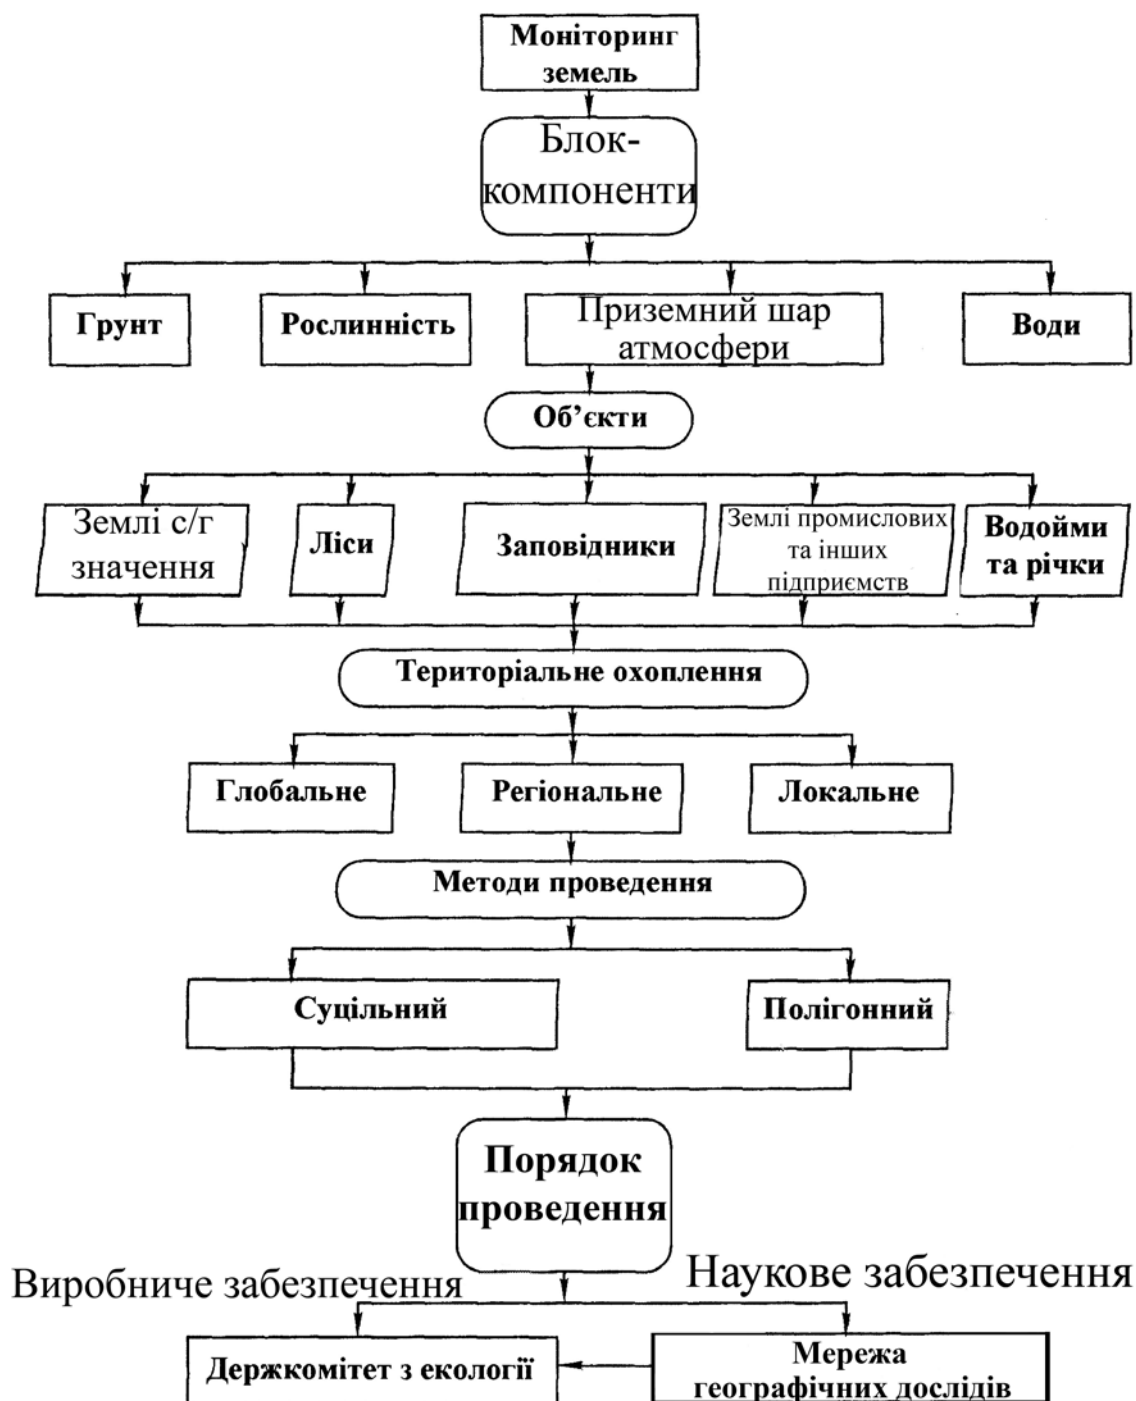 Моніторинг
земель
Блок-
компоненти
Грунт
Рослинність
Приземний шар
атмосфери
Води
Об’єкти
Землі с/г
значення
Ліси
Заповідники
Землі промислових
та інших
підприємств
Водойми
та річки
Територіальне охоплення
Глобальне
Регіональне
Локальне
Методи проведення
Суцільний
Полігонний
Порядок
проведення
Виробниче забезпечення
Наукове забезпечення
Держкомітет з екології
Мережа
географічних дослідів